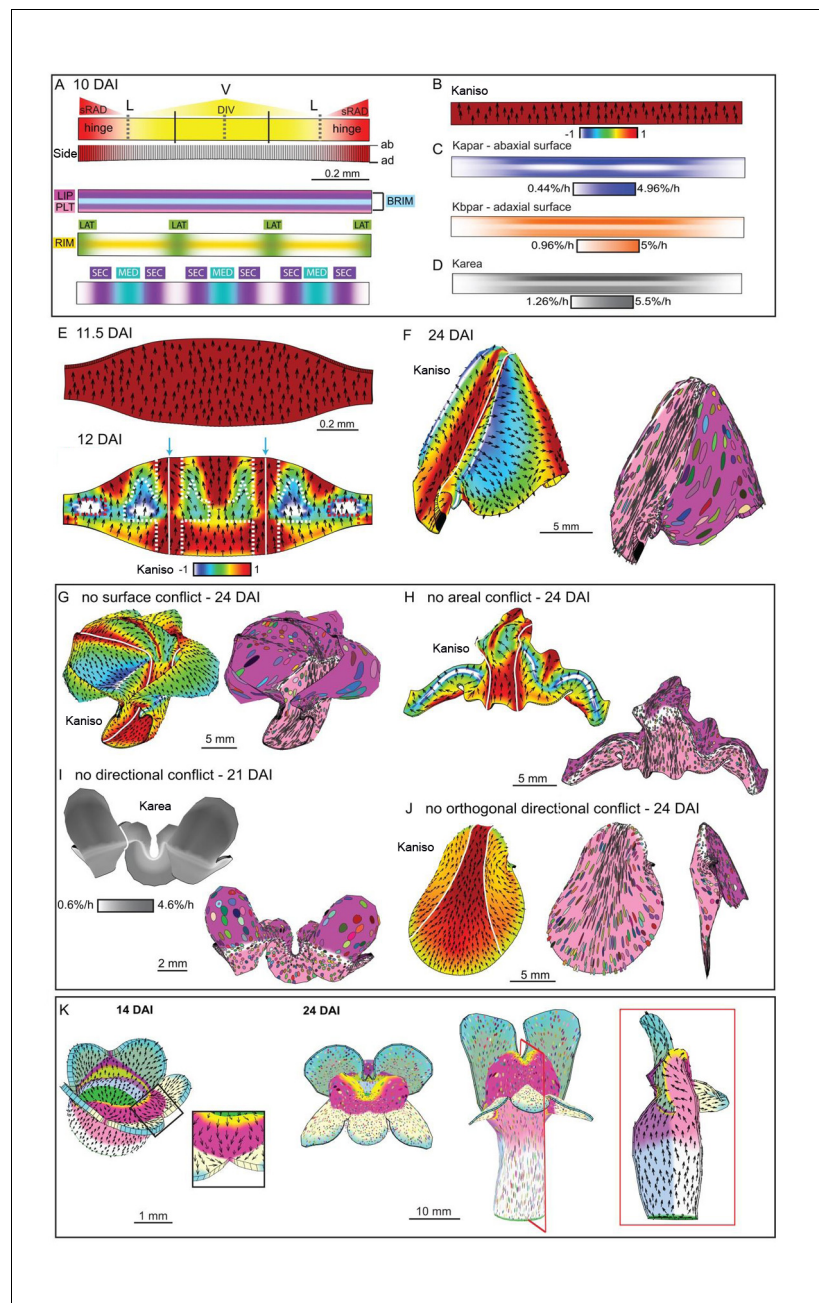 A 10 DAI
V
sRAD
L
DIV
L
sRAD
hinge
hinge
Side
ab
ad
0.2 mm
LIP
PLT
BRIM
LAT
LAT
LAT
LAT
RIM
SEC
MED
SEC
SEC
MED
SEC
SEC
MED
SEC
B
Kaniso
-1
1
C
Kapar - abaxial surface
0.44%/h
4.96%/h
Kbpar - adaxial surface
0.96%/h
5%/h
D
Karea
1.26%/h
5.5%/h
E 11.5 DAI
0.2 mm
12 DAI
Kaniso -1
1
F 24 DAI
Kaniso
5 mm
G no surface conflict - 24 DAI
Kaniso
5 mm
H no areal conflict - 24 DAI
Kaniso
5 mm
I no directional conflict - 21 DAI
Karea
0.6%/h
4.6%/h
2 mm
J no orthogonal directional conflict - 24 DAI
Kaniso
5 mm
K
14 DAI
24 DAI
1 mm
10 mm